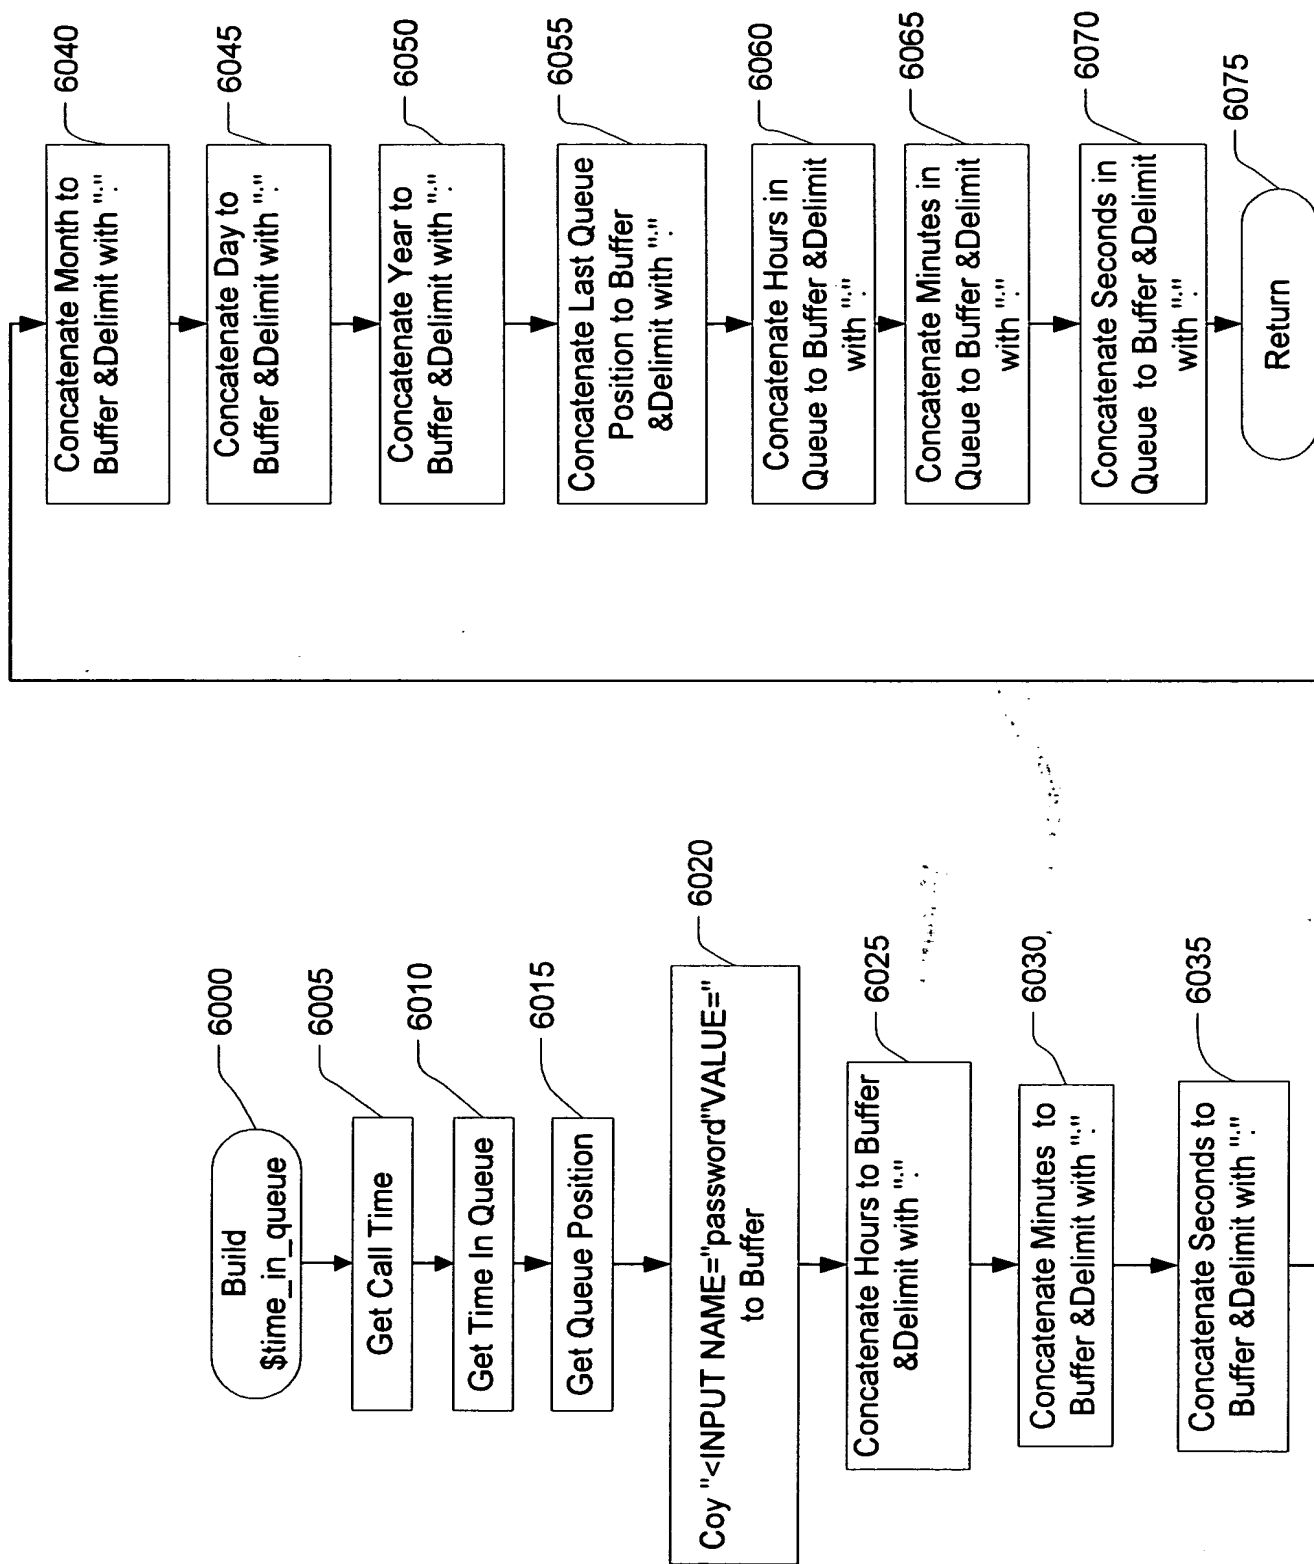 Build
$time_in_queue
6000
Get Call Time
6005
Get Time In Queue
6010
Get Queue Position
6015
Coy "<INPUT NAME="password"VALUE="
to Buffer
6020
Concatenate Hours to Buffer
&Delimit with ":"
6025
Concatenate Minutes to
Buffer &Delimit with ":"
6030
Concatenate Seconds to
Buffer &Delimit with ":"
6035
Concatenate Month to
Buffer &Delimit with ":"
6040
Concatenate Day to
Buffer &Delimit with ":"
6045
Concatenate Year to
Buffer &Delimit with ":"
6050
Concatenate Last Queue
Position to Buffer
&Delimit with ":"
6055
Concatenate Hours in
Queue to Buffer &Delimit
with ":"
6060
Concatenate Minutes in
Queue to Buffer &Delimit
with ":"
6065
Concatenate Seconds in
Queue to Buffer &Delimit
with ":"
6070
Return
6075